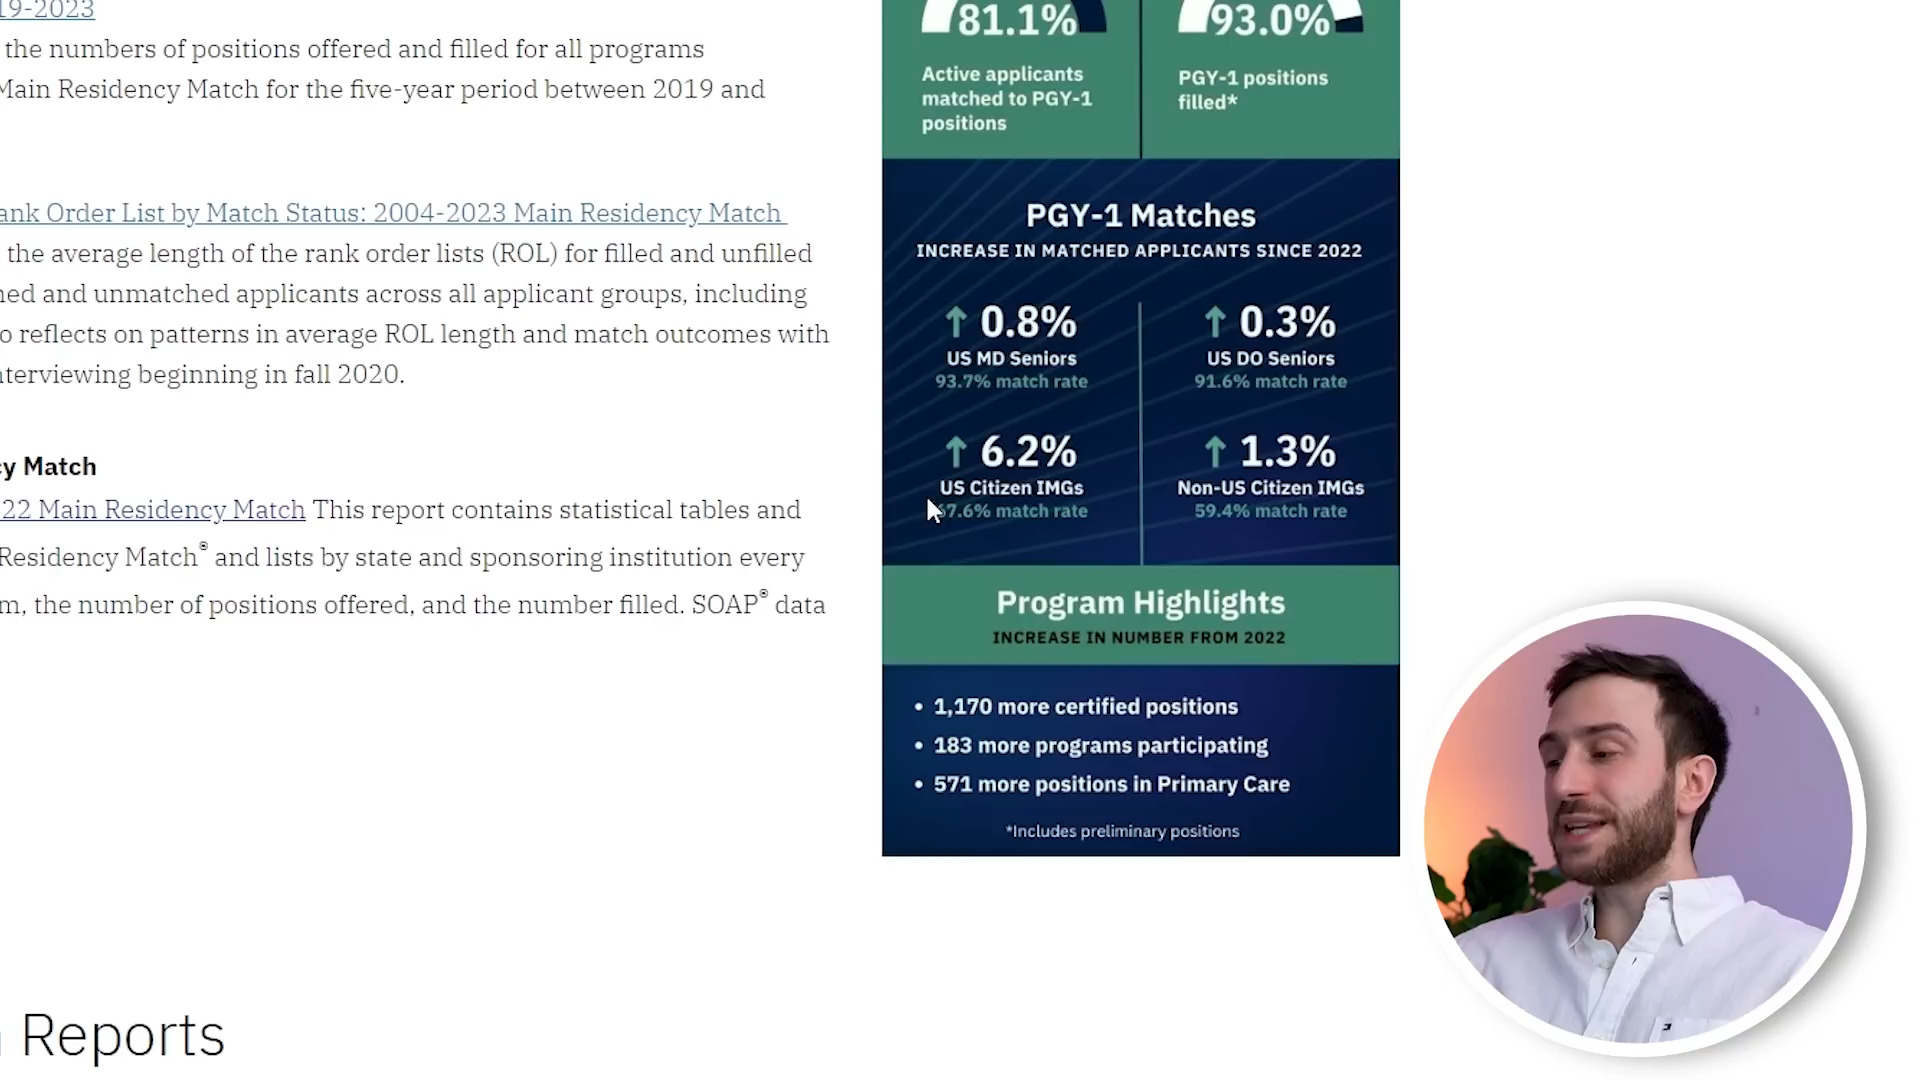 19-2023
the numbers of positions offered and filled for all programs
Main Residency Match for the five-year period between 2019 and
ank Order List by Match Status: 2004-2023 Main Residency Match
the average length of the rank order lists (ROL) for filled and unfilled
ned and unmatched applicants across all applicant groups, including
o reflects on patterns in average ROL length and match outcomes with
nterviewing beginning in fall 2020.
cy Match
22 Main Residency Match This report contains statistical tables and
Residency Match® and lists by state and sponsoring institution every
m, the number of positions offered, and the number filled. SOAP® data
Reports
81.1%
Active applicants
matched to PGY-1
positions
93.0%
PGY-1 positions
filled*
PGY-1 Matches
INCREASE IN MATCHED APPLICANTS SINCE 2022
↑ 0.8%
US MD Seniors
93.7% match rate
↑ 0.3%
US DO Seniors
91.6% match rate
↑ 6.2%
US Citizen IMGs
7.6% match rate
↑ 1.3%
Non-US Citizen IMGs
59.4% match rate
Program Highlights
INCREASE IN NUMBER FROM 2022
• 1,170 more certified positions
• 183 more programs participating
• 571 more positions in Primary Care
*Includes preliminary positions